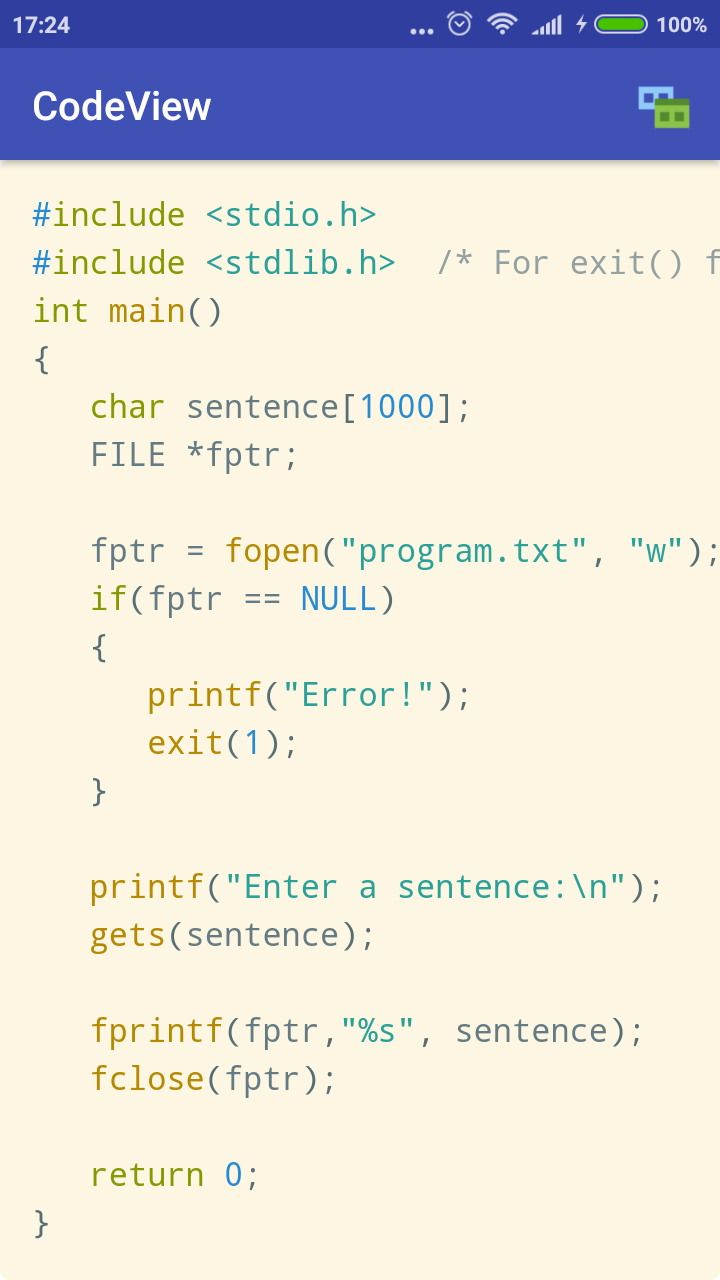 17:24 ... 100%
CodeView
#include <stdio.h>
#include <stdlib.h>  /* For exit() f
int main()
{
   char sentence[1000];
   FILE *fptr;

   fptr = fopen("program.txt", "w");
   if(fptr == NULL)
   {
      printf("Error!");
      exit(1);
   }

   printf("Enter a sentence:\n");
   gets(sentence);

   fprintf(fptr,"%s", sentence);
   fclose(fptr);

   return 0;
}